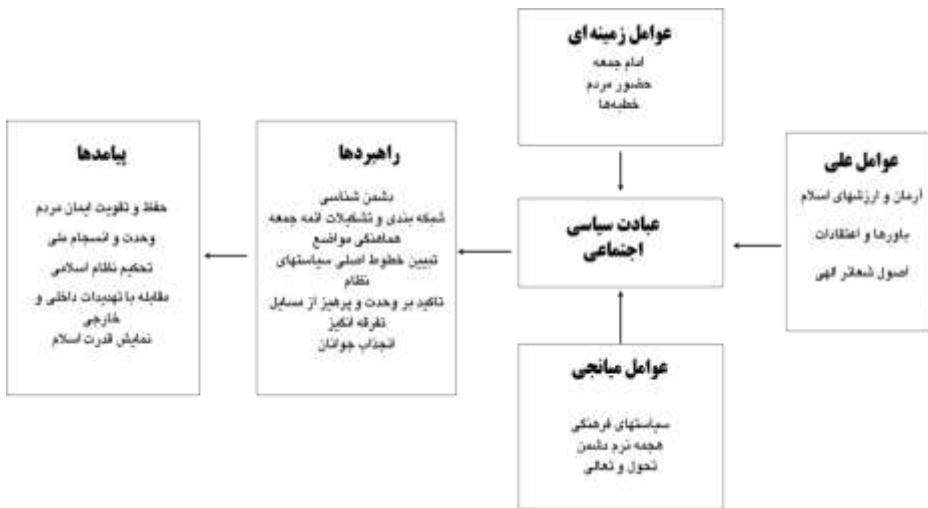 عوامل زمینه ای
امام جمعه
حضور مردم
خطبه‌ها
عوامل علی
آرمان و ارزشهای اسلام
باورها و اعتقادات
اصول شعائر الهی
عبادت سیاسی
اجتماعی
عوامل میانجی
سیاستهای فرهنگی
هجمه نرم دشمن
تحول و تعالی
راهبردها
دشمن شناسی
شبکه بندی و تشکیلات ائمه جمعه
هماهنگی مواضع
تبیین خطوط اصلی سیاستهای
نظام
تاکید بر وحدت و پرهیز از مسایل
تفرقه انگیز
انجذاب جوانان
پیامدها
حفظ و تقویت ایمان مردم
وحدت و انسجام ملی
تحکیم نظام اسلامی
مقابله با تهدیدات داخلی و
خارجی
نمایش قدرت اسلام